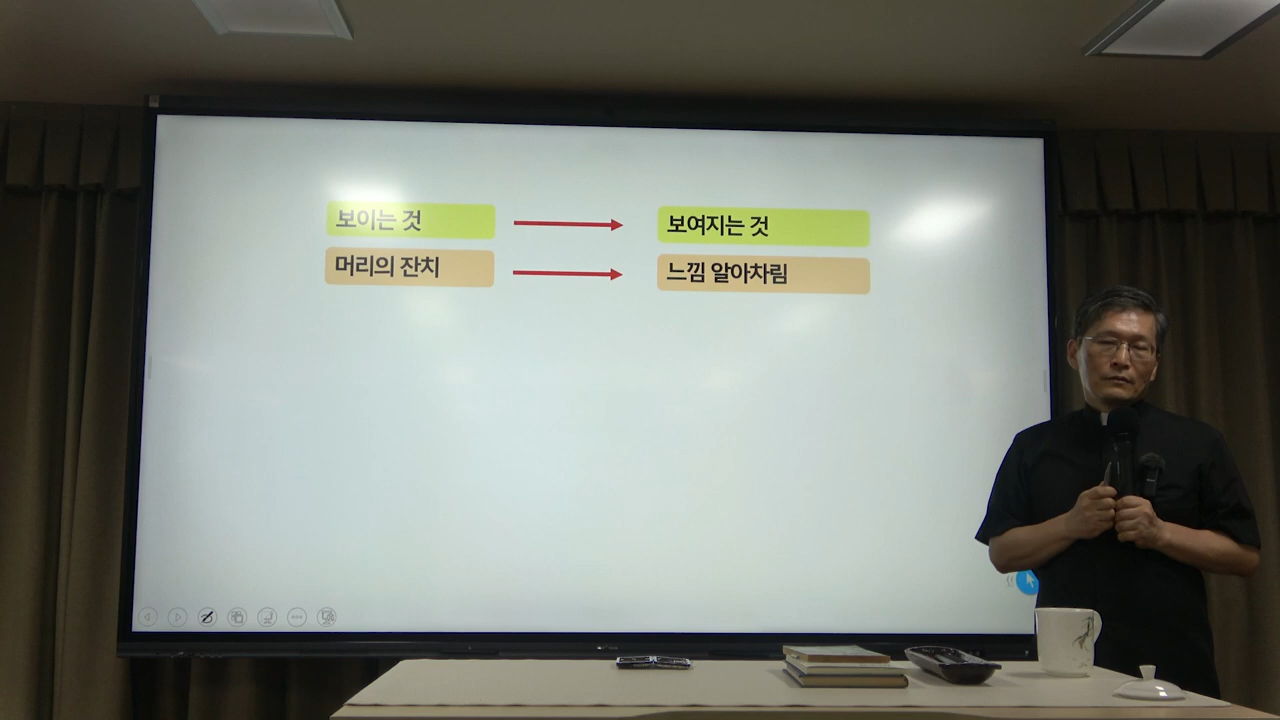 보이는 것 보여지는 것
머리의 잔치 느낌 알아차림